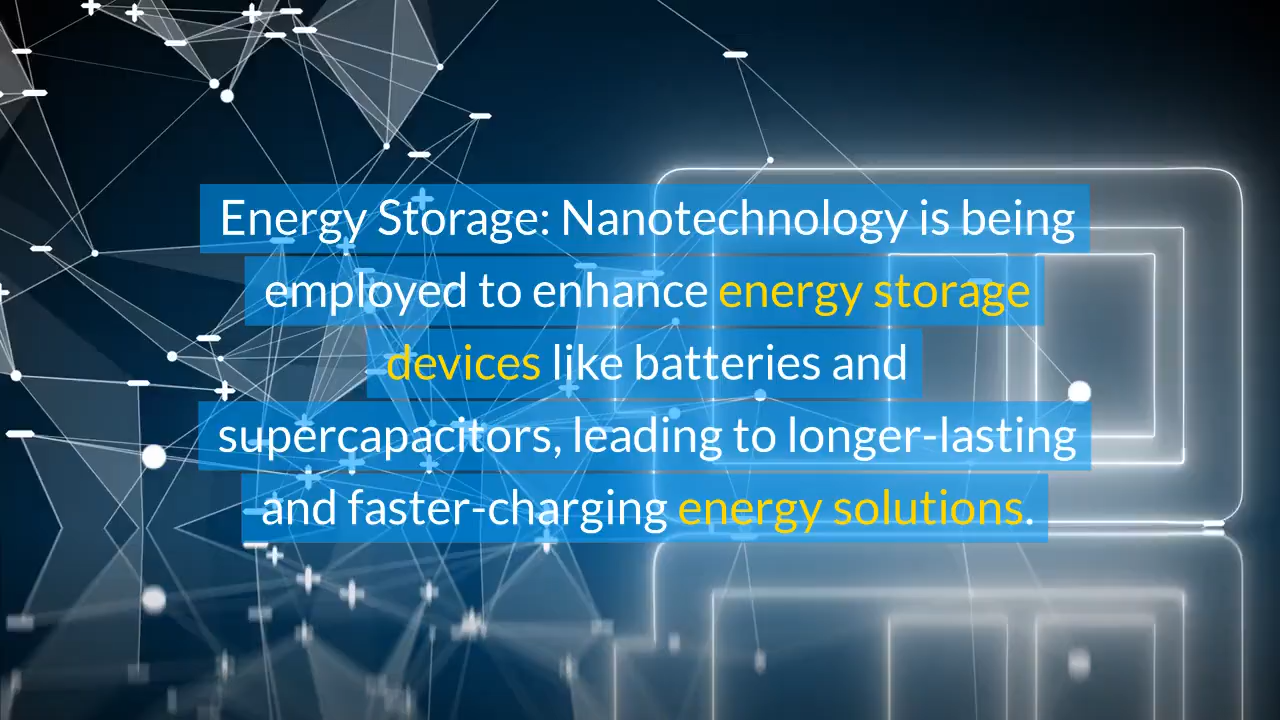 Energy Storage: Nanotechnology is being
employed to enhance energy storage
devices like batteries and
supercapacitors, leading to longer-lasting
and faster-charging energy solutions.